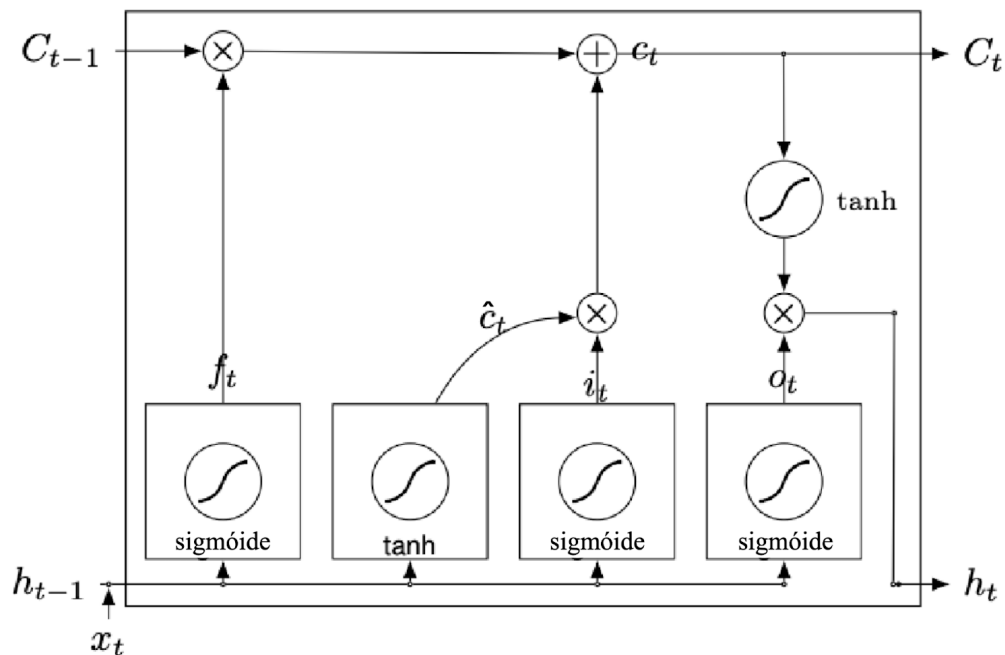 C_{t-1} c_t C_t
tanh
ĉ_t
f_t i_t o_t
sigmóide tanh sigmóide sigmóide
h_{t-1} h_t
x_t